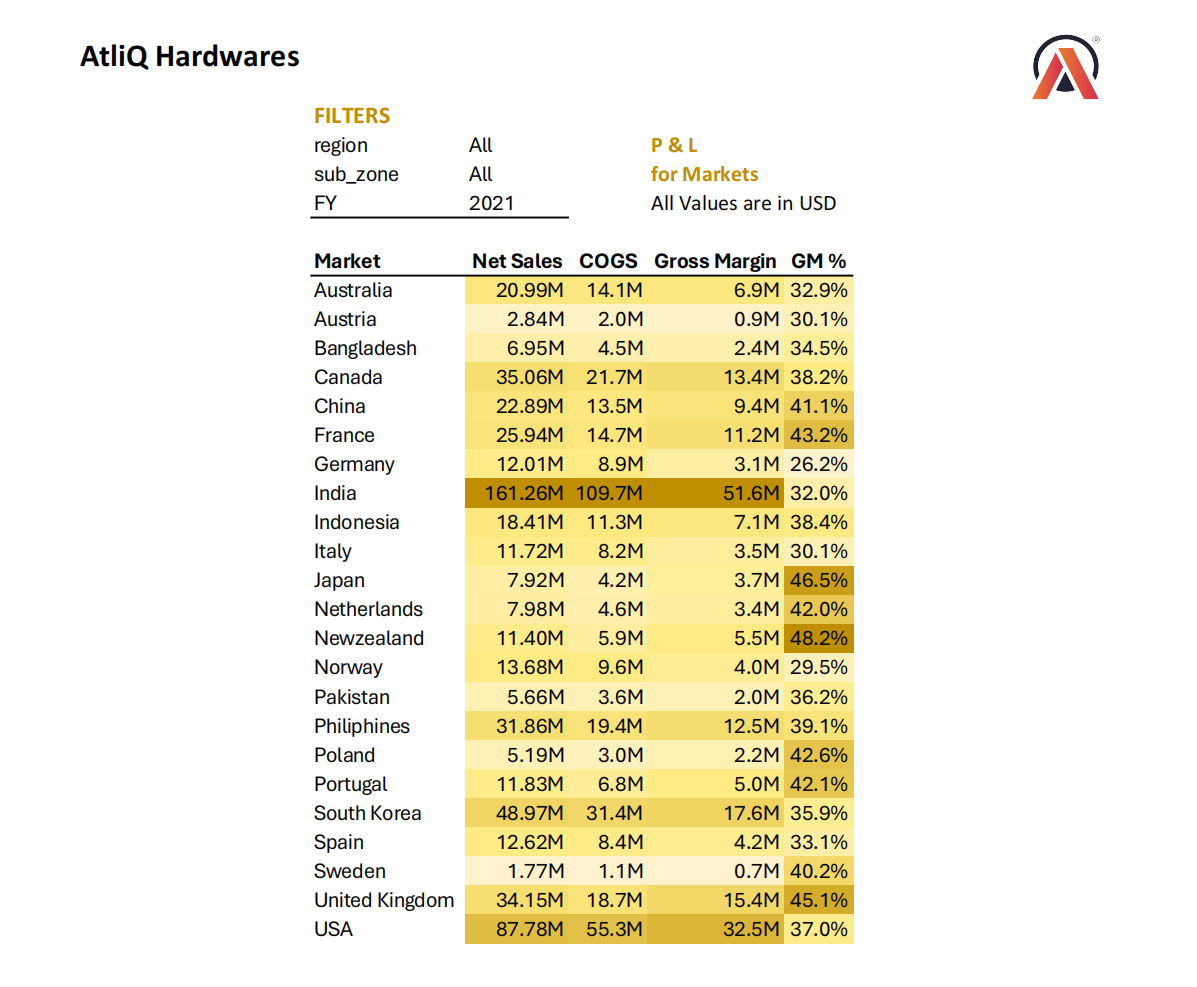 AtliQ Hardwares
®
FILTERS
region All P & L
sub_zone All for Markets
FY 2021 All Values are in USD
Market Net Sales COGS Gross Margin GM %
Australia 20.99M 14.1M 6.9M 32.9%
Austria 2.84M 2.0M 0.9M 30.1%
Bangladesh 6.95M 4.5M 2.4M 34.5%
Canada 35.06M 21.7M 13.4M 38.2%
China 22.89M 13.5M 9.4M 41.1%
France 25.94M 14.7M 11.2M 43.2%
Germany 12.01M 8.9M 3.1M 26.2%
India 161.26M 109.7M 51.6M 32.0%
Indonesia 18.41M 11.3M 7.1M 38.4%
Italy 11.72M 8.2M 3.5M 30.1%
Japan 7.92M 4.2M 3.7M 46.5%
Netherlands 7.98M 4.6M 3.4M 42.0%
Newzealand 11.40M 5.9M 5.5M 48.2%
Norway 13.68M 9.6M 4.0M 29.5%
Pakistan 5.66M 3.6M 2.0M 36.2%
Philiphines 31.86M 19.4M 12.5M 39.1%
Poland 5.19M 3.0M 2.2M 42.6%
Portugal 11.83M 6.8M 5.0M 42.1%
South Korea 48.97M 31.4M 17.6M 35.9%
Spain 12.62M 8.4M 4.2M 33.1%
Sweden 1.77M 1.1M 0.7M 40.2%
United Kingdom 34.15M 18.7M 15.4M 45.1%
USA 87.78M 55.3M 32.5M 37.0%